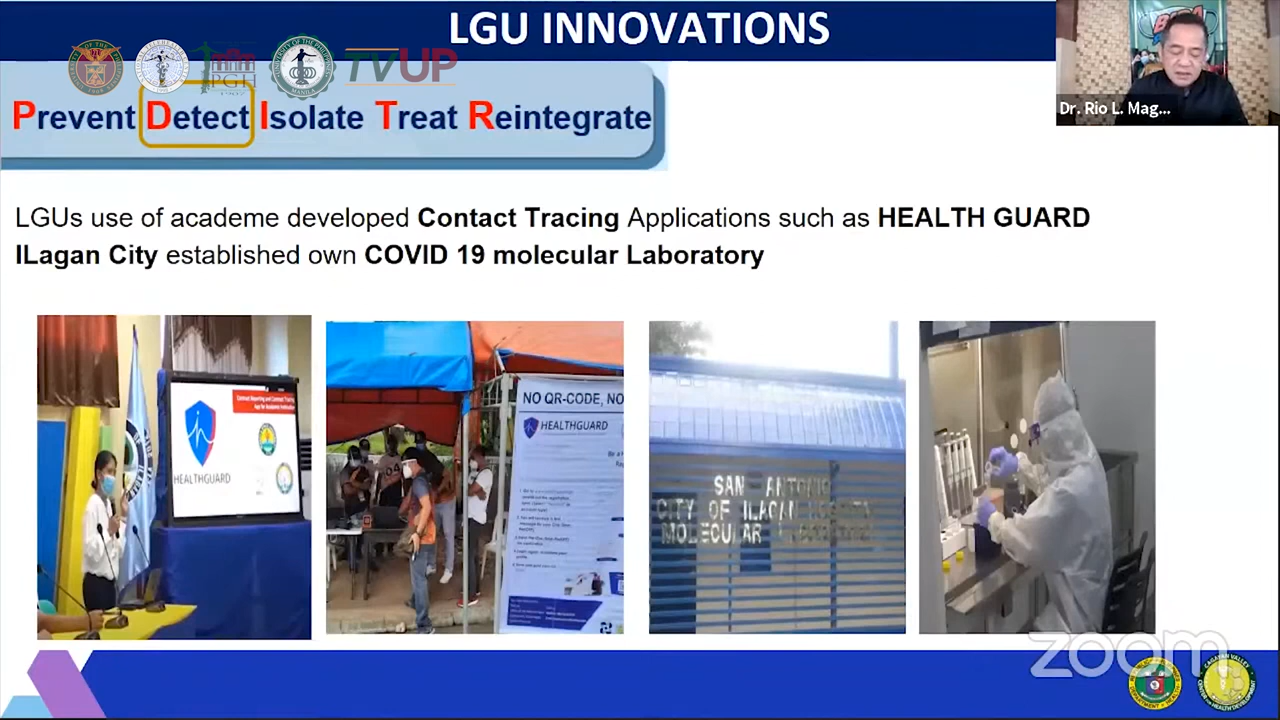 LGU INNOVATIONS
TVUP
PGH
Prevent Detect Isolate Treat Reintegrate
Dr. Rio L. Mag...
LGUs use of academe developed Contact Tracing Applications such as HEALTH GUARD
ILagan City established own COVID 19 molecular Laboratory
HEALTHGUARD
NO QR-CODE, NO
HEALTHGUARD
SAN ANTONIO
CITY OF ILAGAN
MOLECULAR
zoom